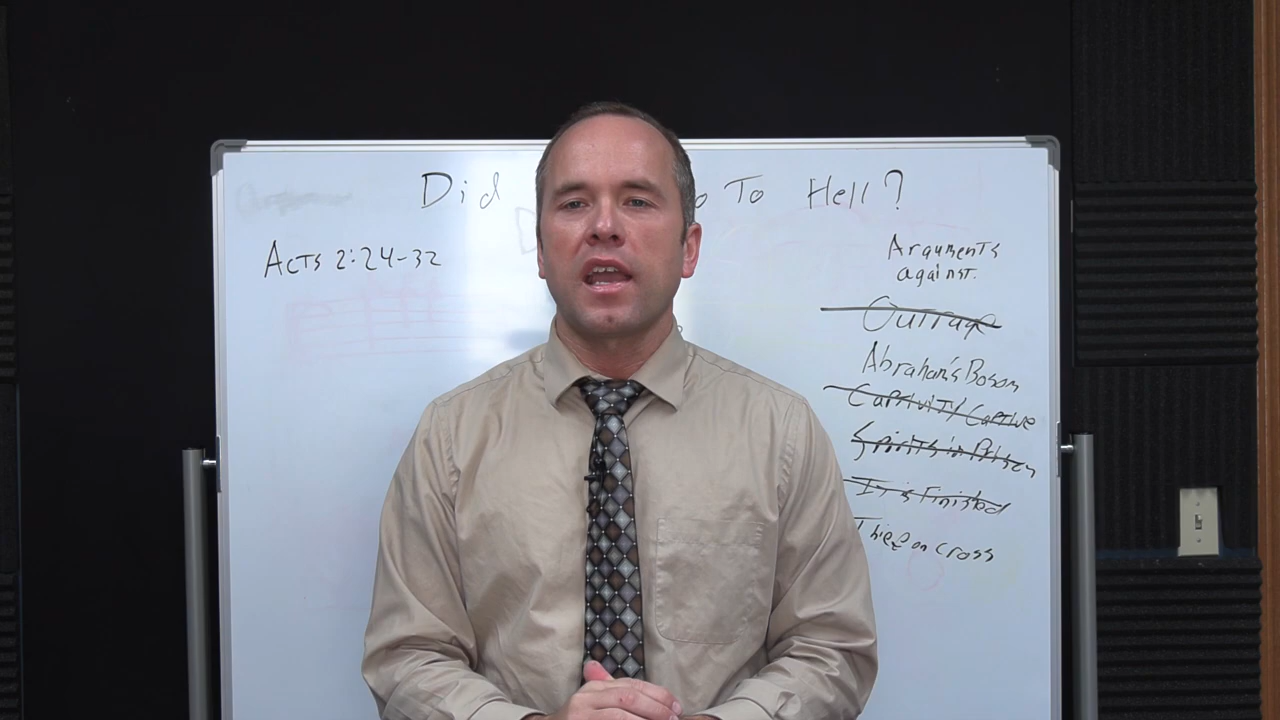 Did o To Hell?
Acts 2:24-32
Arguments
against.
Outrage
Abraham's Bosom
Captivity Captive
Spirits in Prison
It is Finished
Thief on Cross